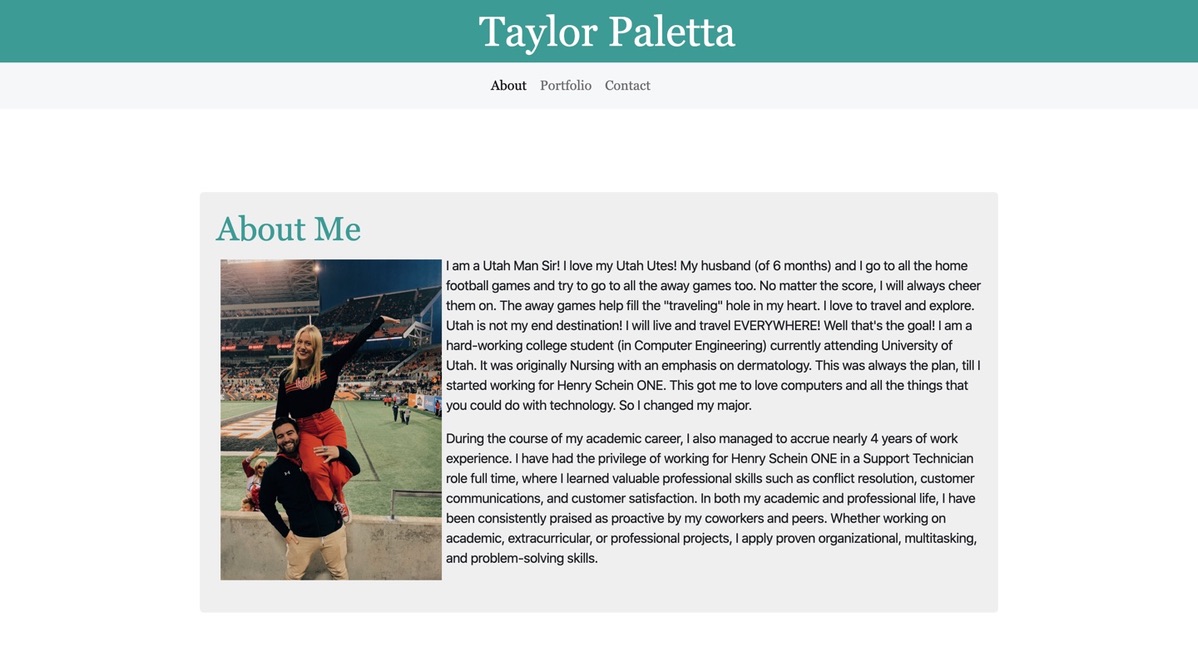 Taylor Paletta
About Portfolio Contact
About Me
I am a Utah Man Sir! I love my Utah Utes! My husband (of 6 months) and I go to all the home
football games and try to go to all the away games too. No matter the score, I will always cheer
them on. The away games help fill the "traveling" hole in my heart. I love to travel and explore.
Utah is not my end destination! I will live and travel EVERYWHERE! Well that's the goal! I am a
hard-working college student (in Computer Engineering) currently attending University of
Utah. It was originally Nursing with an emphasis on dermatology. This was always the plan, till I
started working for Henry Schein ONE. This got me to love computers and all the things that
you could do with technology. So I changed my major.
During the course of my academic career, I also managed to accrue nearly 4 years of work
experience. I have had the privilege of working for Henry Schein ONE in a Support Technician
role full time, where I learned valuable professional skills such as conflict resolution, customer
communications, and customer satisfaction. In both my academic and professional life, I have
been consistently praised as proactive by my coworkers and peers. Whether working on
academic, extracurricular, or professional projects, I apply proven organizational, multitasking,
and problem-solving skills.